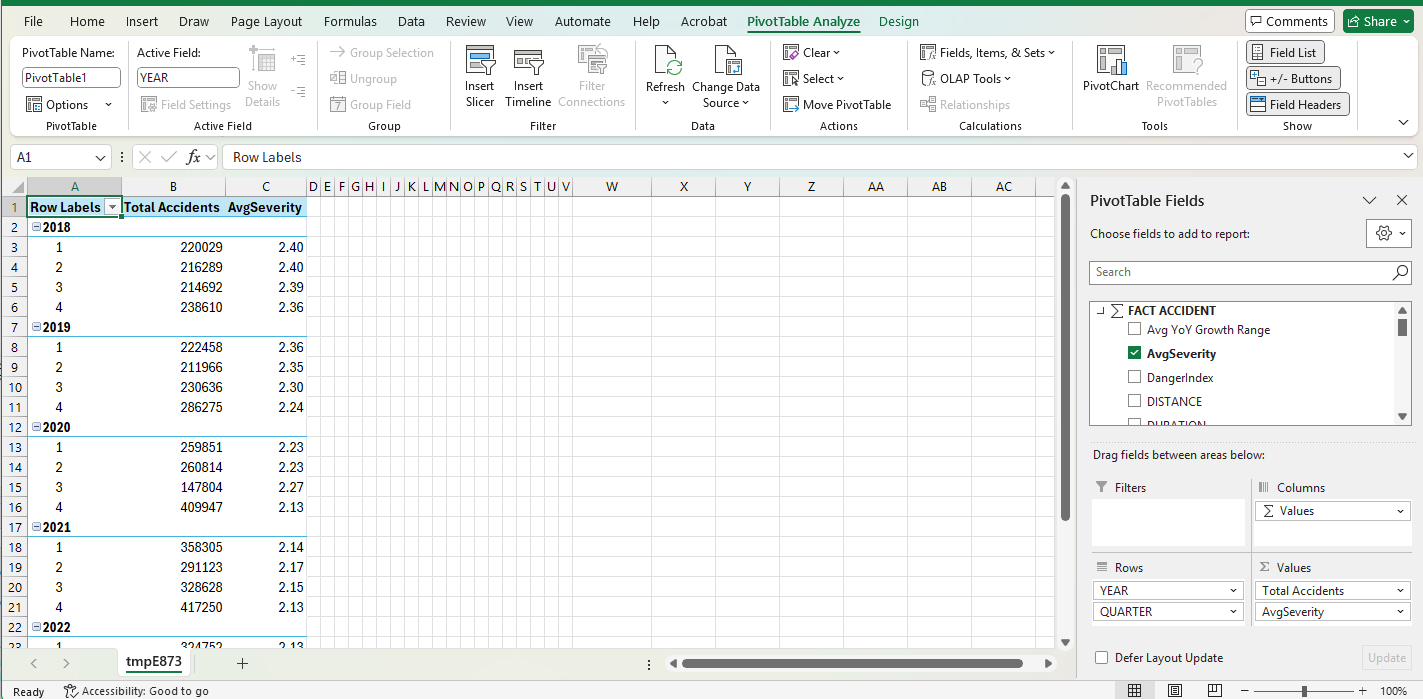 File Home Insert Draw Page Layout Formulas Data Review View Automate Help Acrobat PivotTable Analyze Design Comments Share
PivotTable Name:
PivotTable1
Options
PivotTable
Active Field:
YEAR
Field Settings
Show Details
Active Field
Group Selection
Ungroup
7 Group Field
Group
Insert Slicer
Insert Timeline
Filter Connections
Filter
Refresh
Change Data Source
Data
Clear
Select
Move PivotTable
Actions
Fields, Items, & Sets
OLAP Tools
Relationships
Calculations
PivotChart
Recommended PivotTables
Tools
Field List
+/- Buttons
Field Headers
Show
A1 fx Row Labels
A B C D E F G H I J K L M N O P Q R S T U V W X Y Z AA AB AC
1 Row Labels Total Accidents AvgSeverity
2 2018
3 1 220029 2.40
4 2 216289 2.40
5 3 214692 2.39
6 4 238610 2.36
7 2019
8 1 222458 2.36
9 2 211966 2.35
10 3 230636 2.30
11 4 286275 2.24
12 2020
13 1 259851 2.23
14 2 260814 2.23
15 3 147804 2.27
16 4 409947 2.13
17 2021
18 1 358305 2.14
19 2 291123 2.17
20 3 328628 2.15
21 4 417250 2.13
22 2022
23 1 324752 2.13
PivotTable Fields
Choose fields to add to report:
Search
Σ FACT ACCIDENT
Avg YoY Growth Range
AvgSeverity
DangerIndex
DISTANCE
DURATION
Drag fields between areas below:
Filters
Columns
Σ Values
Rows
YEAR
QUARTER
Σ Values
Total Accidents
AvgSeverity
Defer Layout Update
Update
tmpE873
Ready Accessibility: Good to go 100%